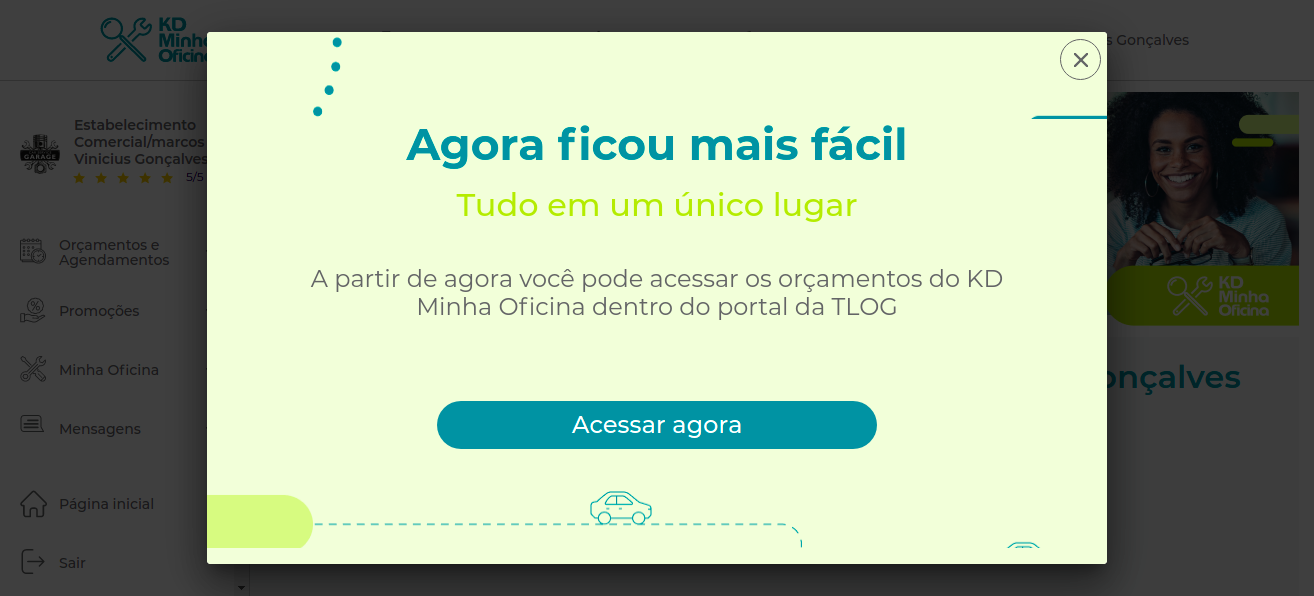 KD
Minha
Oficina
Gonçalves
Estabelecimento
Comercial/marcos
Vinicius Gonçalves
GARAGE
5/5
Orçamentos e
Agendamentos
Promoções
Minha Oficina
Mensagens
Página inicial
Sair
Agora ficou mais fácil
Tudo em um único lugar
A partir de agora você pode acessar os orçamentos do KD
Minha Oficina dentro do portal da TLOG
Acessar agora
KD
Minha
Oficina
onçalves